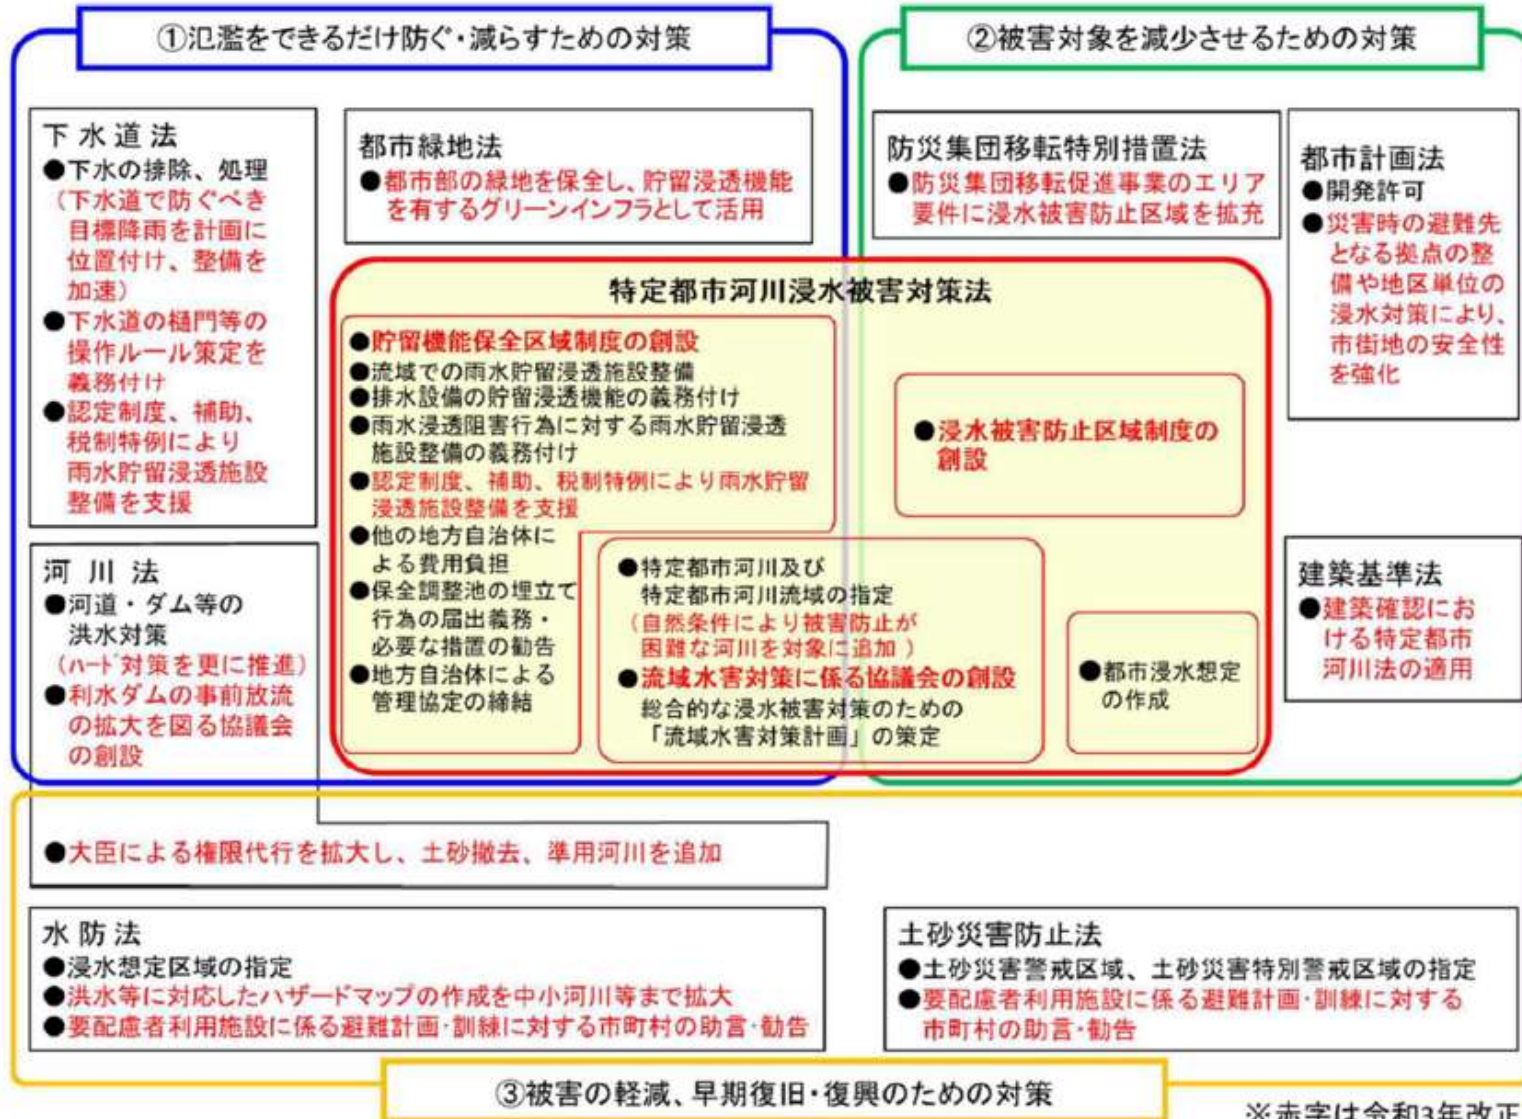 ①氾濫をできるだけ防ぐ・減らすための対策
②被害対象を減少させるための対策
下水道法
●下水の排除、処理
（下水道で防ぐべき
目標降雨を計画に
位置付け、整備を
加速）
●下水道の樋門等の
操作ルール策定を
義務付け
●認定制度、補助、
税制特例により
雨水貯留浸透施設
整備を支援
都市緑地法
●都市部の緑地を保全し、貯留浸透機能
を有するグリーンインフラとして活用
防災集団移転特別措置法
●防災集団移転促進事業のエリア
要件に浸水被害防止区域を拡充
都市計画法
●開発許可
●災害時の避難先
となる拠点の整
備や地区単位の
浸水対策により、
市街地の安全性
を強化
特定都市河川浸水被害対策法
●貯留機能保全区域制度の創設
●流域での雨水貯留浸透施設整備
●排水設備の貯留浸透機能の義務付け
●雨水浸透阻害行為に対する雨水貯留浸透
施設整備の義務付け
●認定制度、補助、税制特例により雨水貯留
浸透施設整備を支援
●他の地方自治体に
よる費用負担
●保全調整池の埋立て
行為の届出義務・
必要な措置の勧告
●地方自治体による
管理協定の締結
●浸水被害防止区域制度の
創設
●特定都市河川及び
特定都市河川流域の指定
（自然条件により被害防止が
困難な河川を対象に追加）
●流域水害対策に係る協議会の創設
総合的な浸水被害対策のための
「流域水害対策計画」の策定
●都市浸水想定
の作成
河川法
●河道・ダム等の
洪水対策
（ﾊｰﾄﾞ対策を更に推進）
●利水ダムの事前放流
の拡大を図る協議会
の創設
建築基準法
●建築確認にお
ける特定都市
河川法の適用
●大臣による権限代行を拡大し、土砂撤去、準用河川を追加
水防法
●浸水想定区域の指定
●洪水等に対応したハザードマップの作成を中小河川等まで拡大
●要配慮者利用施設に係る避難計画・訓練に対する市町村の助言・勧告
土砂災害防止法
●土砂災害警戒区域、土砂災害特別警戒区域の指定
●要配慮者利用施設に係る避難計画・訓練に対する
市町村の助言・勧告
③被害の軽減、早期復旧・復興のための対策
※赤字は令和3年改正